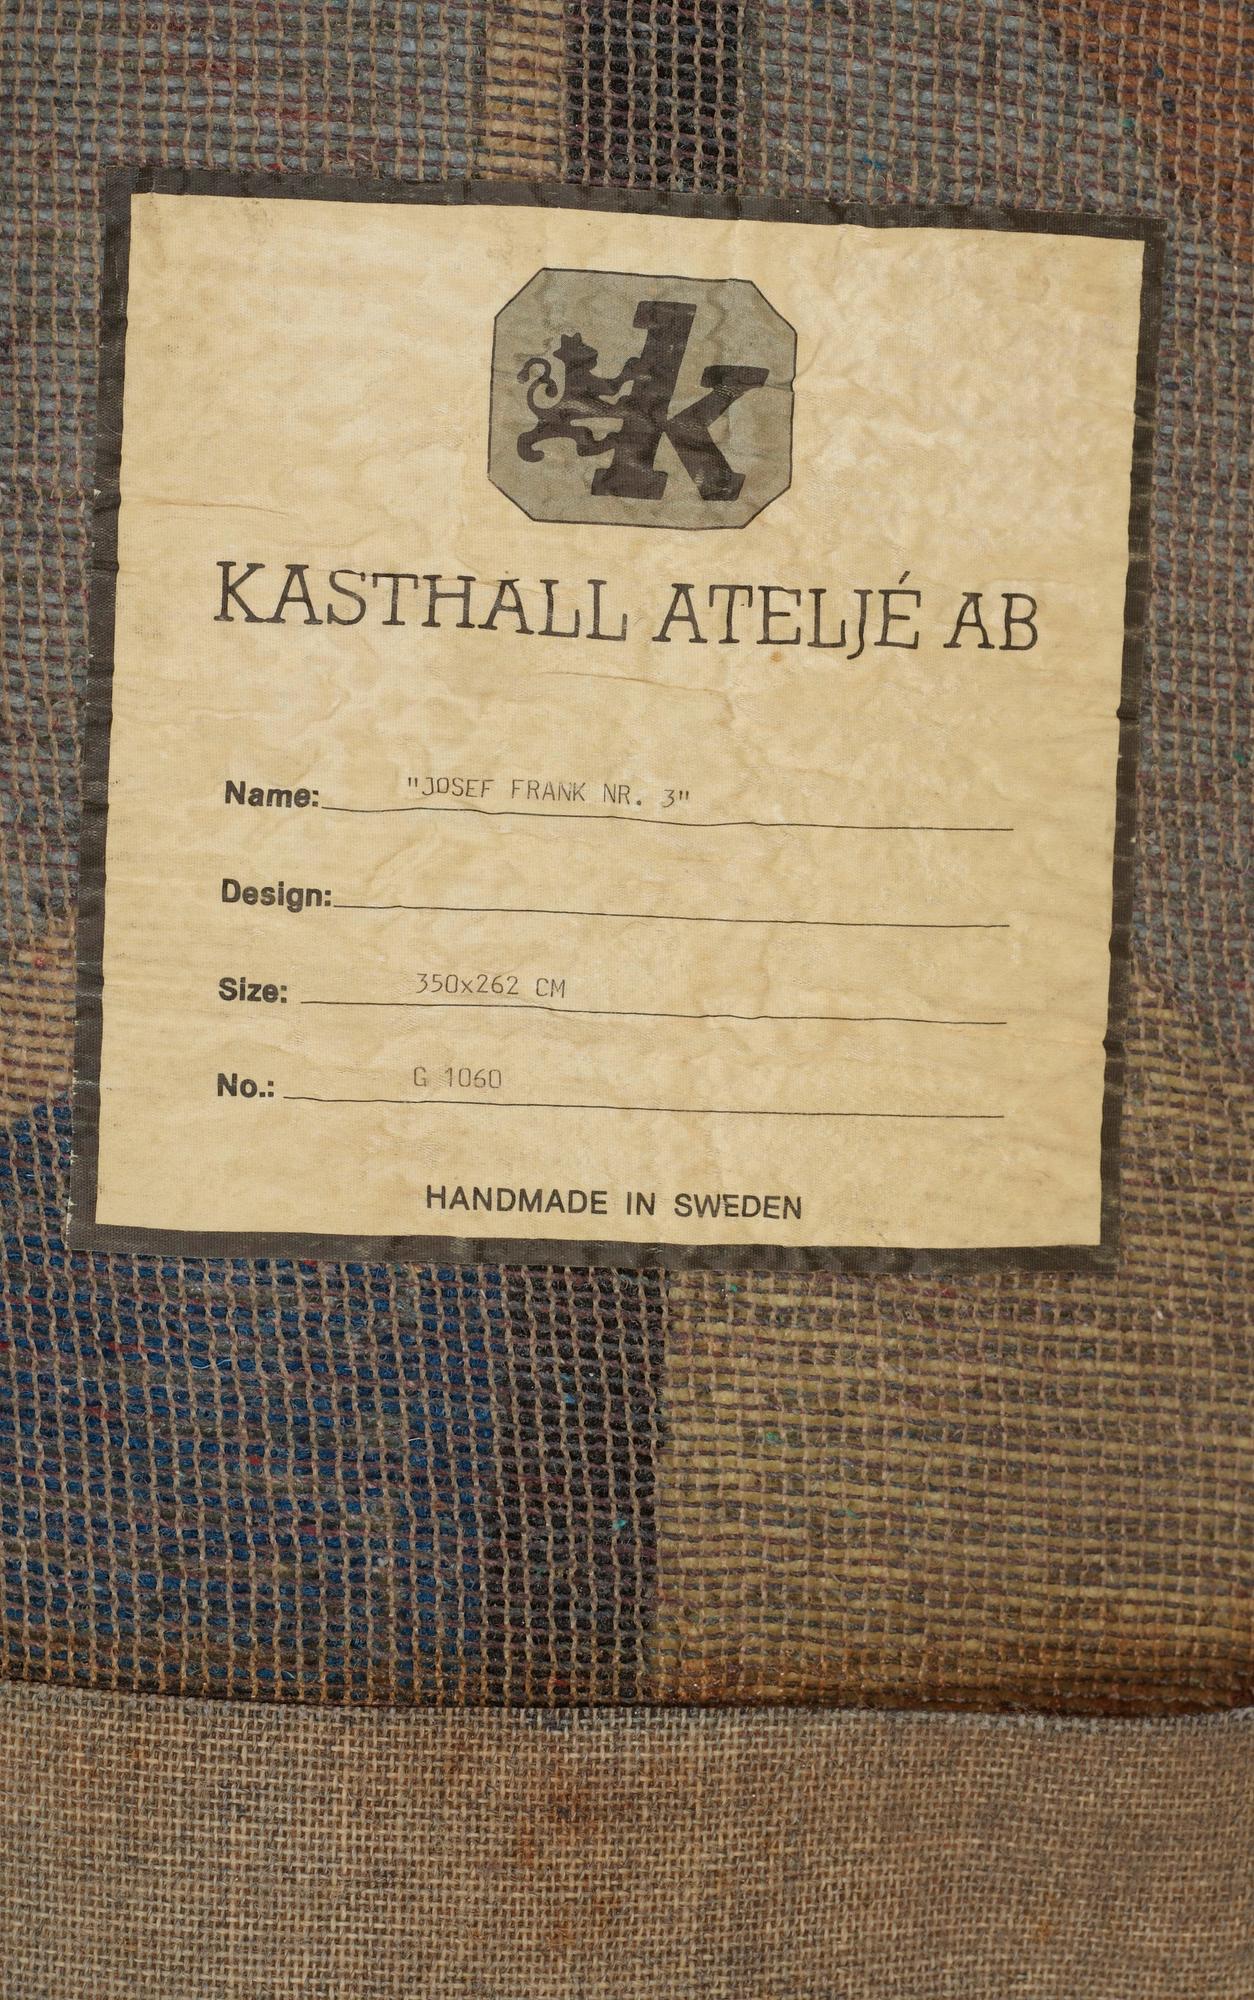 k
KASTHALL ATELJÉ AB
Name: "JOSEF FRANK NR. 3"
Design:
Size: 350x262 CM
No.: G 1060
HANDMADE IN SWEDEN